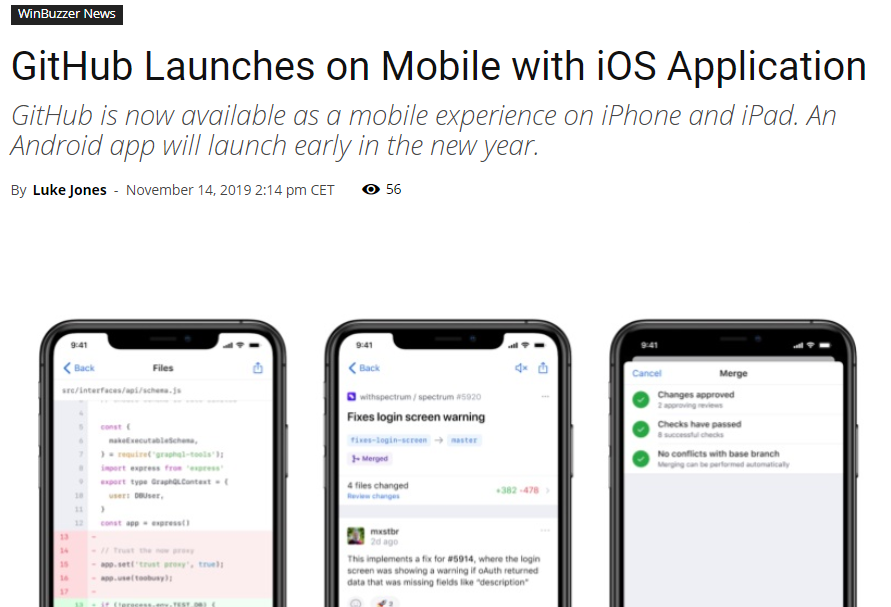 WinBuzzer News
GitHub Launches on Mobile with iOS Application
GitHub is now available as a mobile experience on iPhone and iPad. An
Android app will launch early in the new year.
By Luke Jones - November 14, 2019 2:14 pm CET 56
9:41
Back Files
src/interfaces/api/schema.js
4
5 const {
6 makeExecutableSchema,
7 } = require('graphql-tools');
8 import express from 'express'
9 export type GraphQLContext = {
10 user: DBUser,
11 }
12 const app = express()
13 -
14 - // Trust the now proxy
15 - app.set('trust proxy', true);
16 - app.use(toobusy);
17 -
13 + if (!process.env.TEST_DB) {
9:41
Back
withspectrum / spectrum #5920
Fixes login screen warning
fixes-login-screen → master
Merged
4 files changed
Review changes
+382 -478
mxstbr
2d ago
This implements a fix for #5914, where the login
screen was showing a warning if oAuth returned
data that was missing fields like "description"
3
9:41
Cancel Merge
Changes approved
2 approving reviews
Checks have passed
8 successful checks
No conflicts with base branch
Merging can be performed automatically